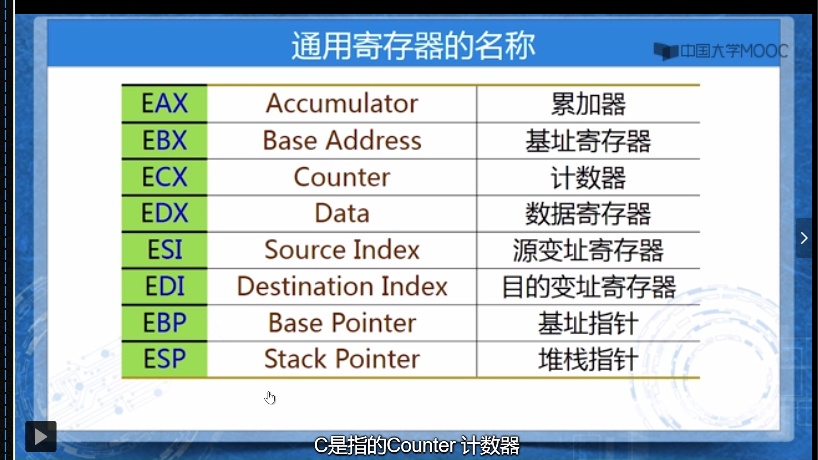 通用寄存器的名称
中国大学MOOC
EAX Accumulator 累加器
EBX Base Address 基址寄存器
ECX Counter 计数器
EDX Data 数据寄存器
ESI Source Index 源变址寄存器
EDI Destination Index 目的变址寄存器
EBP Base Pointer 基址指针
ESP Stack Pointer 堆栈指针
C是指的Counter 计数器